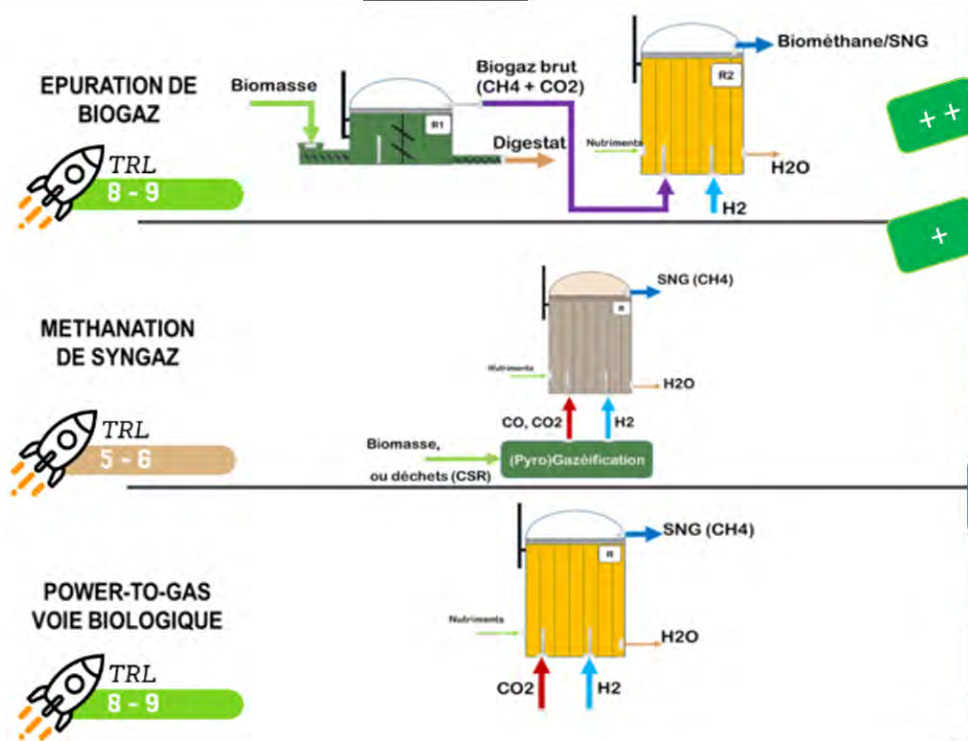 EPURATION DE
BIOGAZ
TRL
8 - 9
Biomasse
R1
Biogaz brut
(CH4 + CO2)
Digestat
Nutriments
R2
Biométhane/SNG
H2O
H2
++
+
METHANATION
DE SYNGAZ
TRL
5 - 6
SNG (CH4)
R
Nutriments
H2O
CO, CO2
H2
Biomasse,
ou déchets (CSR)
(Pyro)Gazéification
POWER-TO-GAS
VOIE BIOLOGIQUE
TRL
8 - 9
SNG (CH4)
R
Nutriments
H2O
CO2
H2